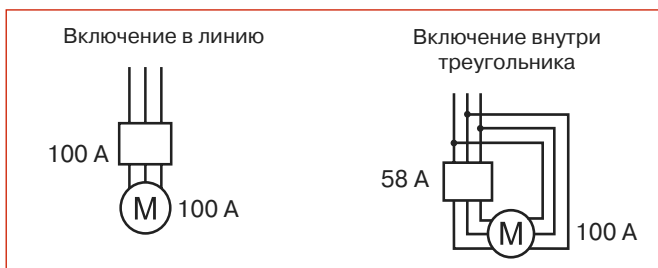 Включение в линию
100 А
М
100 А
Включение внутри
треугольника
58 А
М
100 А